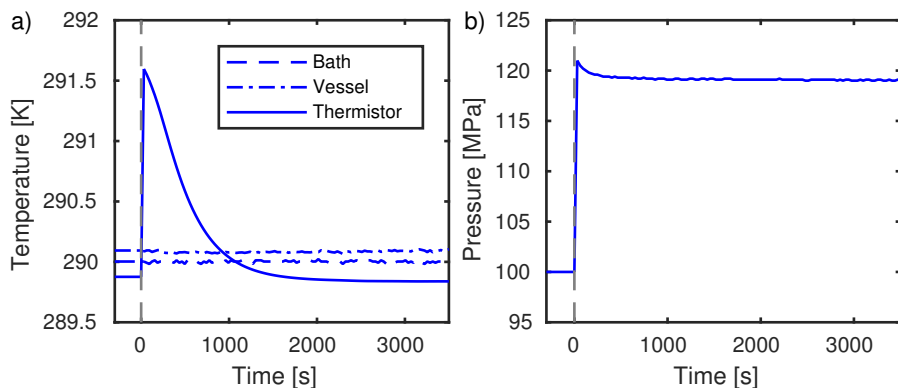 a)
292
291.5
291
290.5
290
289.5
Temperature [K]
Bath
Vessel
Thermistor
0
1000
2000
3000
Time [s]
b)
125
120
115
110
105
100
95
Pressure [MPa]
0
1000
2000
3000
Time [s]